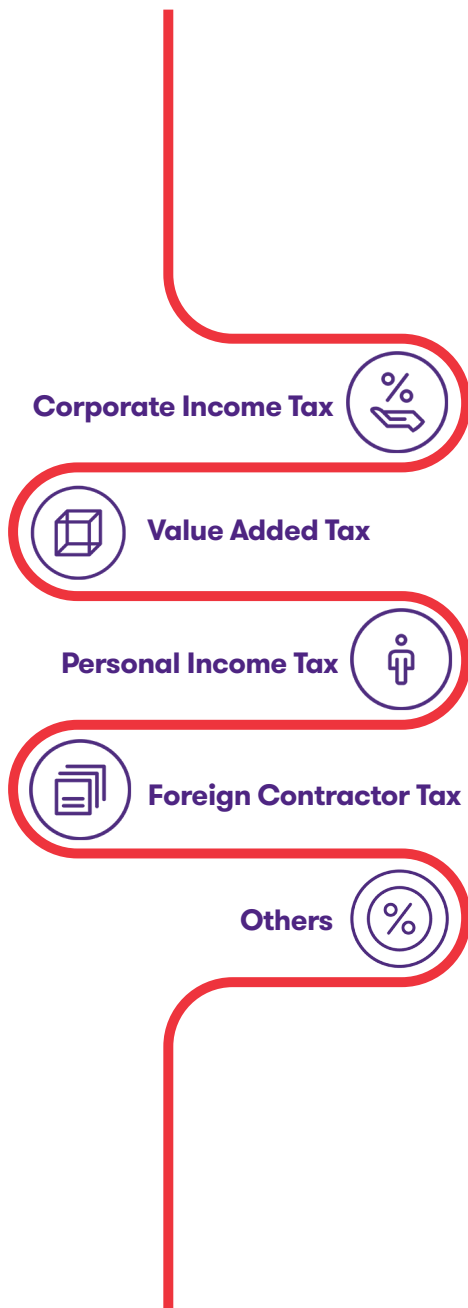 Corporate Income Tax
Value Added Tax
Personal Income Tax
Foreign Contractor Tax
Others